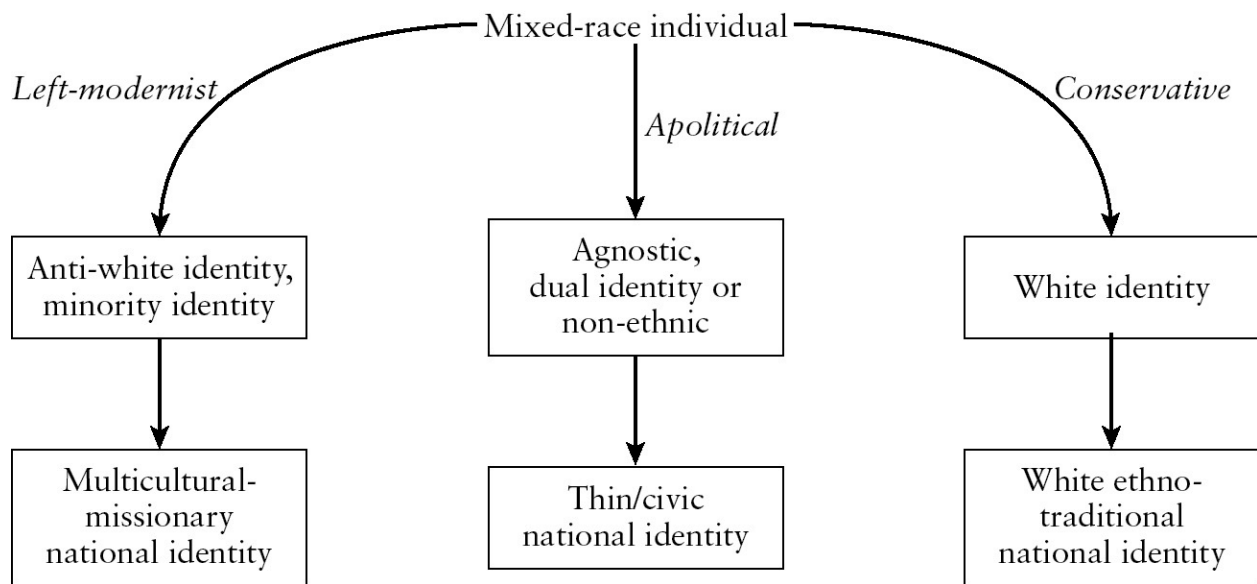 Mixed-race individual
Left-modernist
Apolitical
Conservative
Anti-white identity,
minority identity
Agnostic,
dual identity or
non-ethnic
White identity
Multicultural-
missionary
national identity
Thin/civic
national identity
White ethno-
traditional
national identity